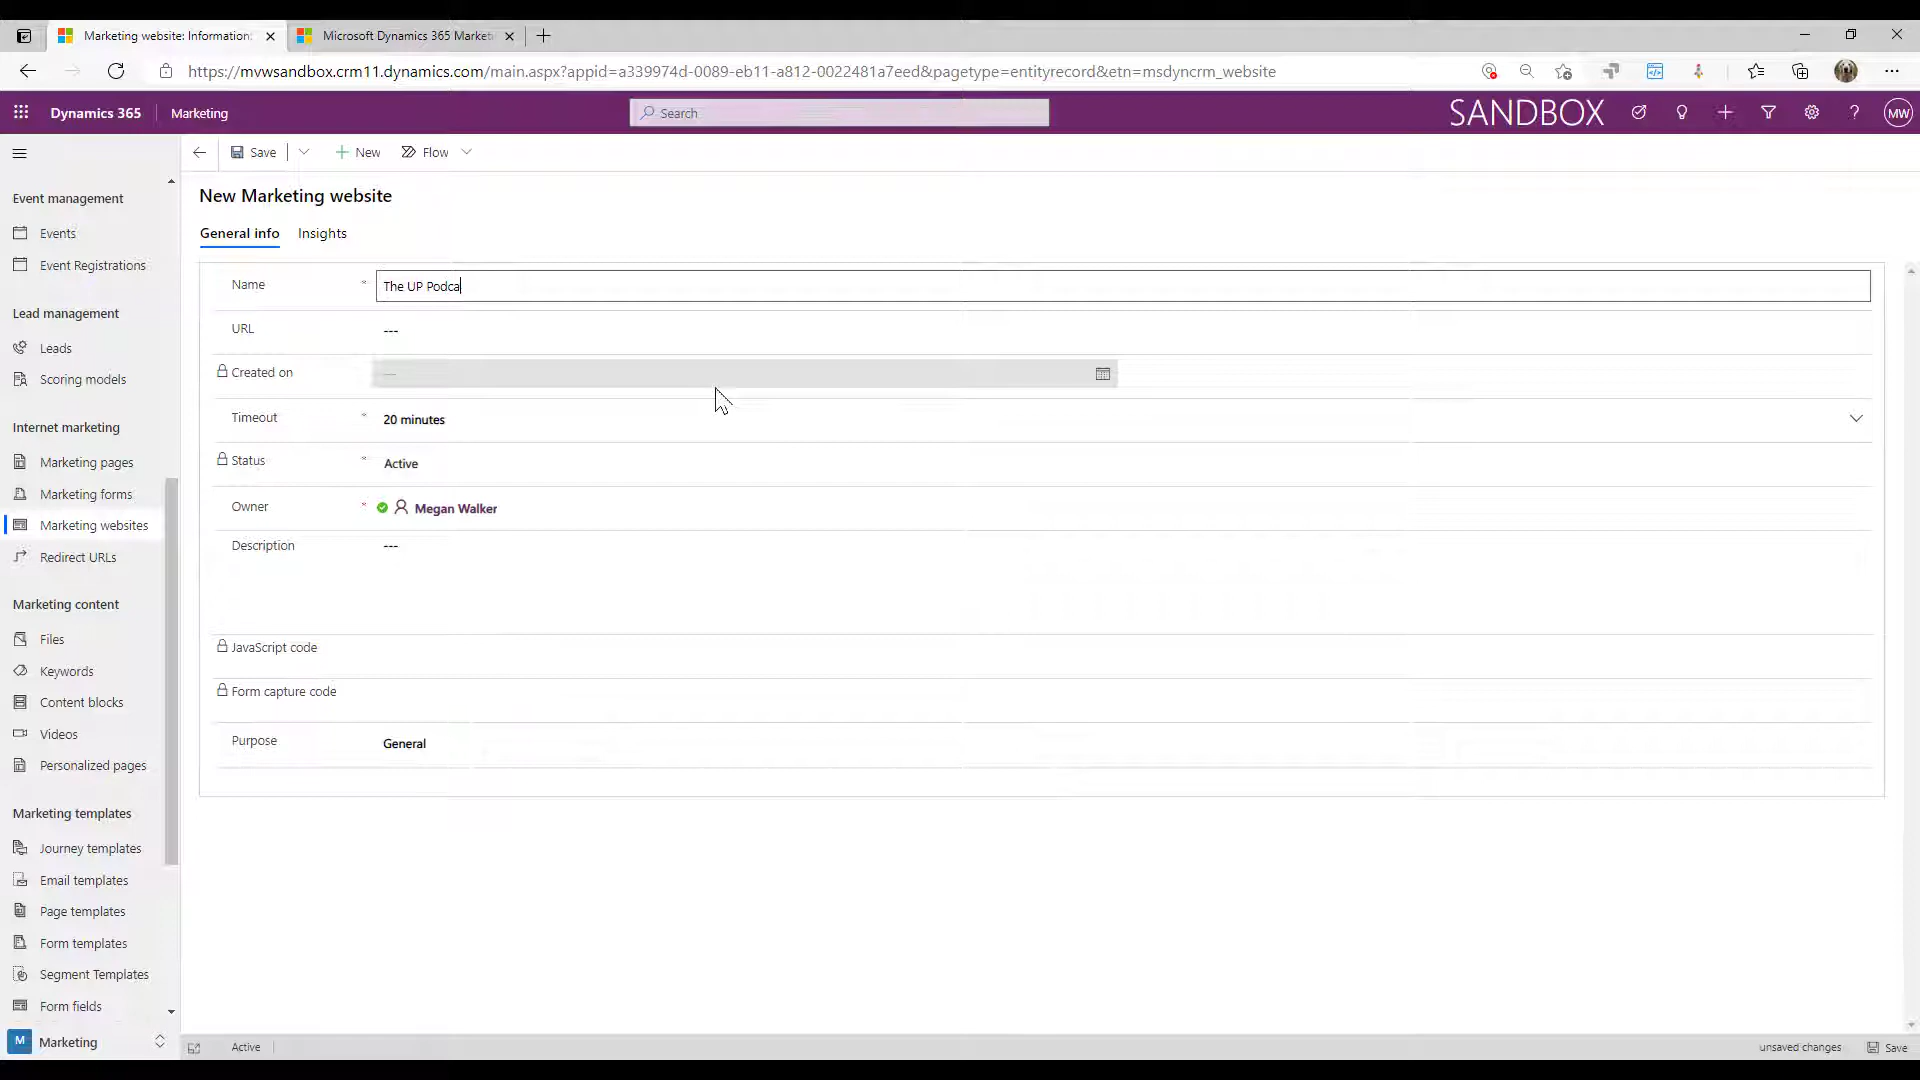 Marketing website: Information:
Microsoft Dynamics 365 Marketi
https://mvwsandbox.crm11.dynamics.com/main.aspx?appid=a339974d-0089-eb11-a812-0022481a7eed&pagetype=entityrecord&etn=msdyncrm_website
Dynamics 365
Marketing
Search
SANDBOX
MW
Save
New
Flow
New Marketing website
General info
Insights
Name *
The UP Podca
URL
---
Created on
---
Timeout *
20 minutes
Status *
Active
Owner *
Megan Walker
Description
---
JavaScript code
Form capture code
Purpose
General
Event management
Events
Event Registrations
Lead management
Leads
Scoring models
Internet marketing
Marketing pages
Marketing forms
Marketing websites
Redirect URLs
Marketing content
Files
Keywords
Content blocks
Videos
Personalized pages
Marketing templates
Journey templates
Email templates
Page templates
Form templates
Segment Templates
Form fields
M
Marketing
Active
unsaved changes
Save